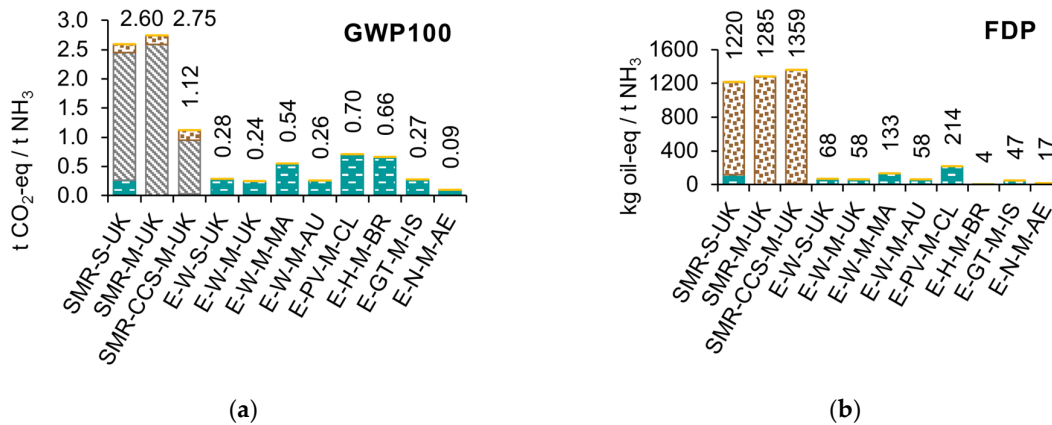 GWP100
t CO₂-eq / t NH₃
3.0
2.5
2.0
1.5
1.0
0.5
0.0
2.60
2.75
1.12
0.28
0.24
0.54
0.26
0.70
0.66
0.27
0.09
SMR-S-UK
SMR-M-UK
SMR-CCS-M-UK
E-W-S-UK
E-W-M-UK
E-W-M-MA
E-W-M-AU
E-PV-M-CL
E-H-M-BR
E-GT-M-IS
E-N-M-AE
(a)
FDP
kg oil-eq / t NH₃
1600
1200
800
400
0
1220
1285
1359
68
58
133
58
214
4
47
17
SMR-S-UK
SMR-M-UK
SMR-CCS-M-UK
E-W-S-UK
E-W-M-UK
E-W-M-MA
E-W-M-AU
E-PV-M-CL
E-H-M-BR
E-GT-M-IS
E-N-M-AE
(b)